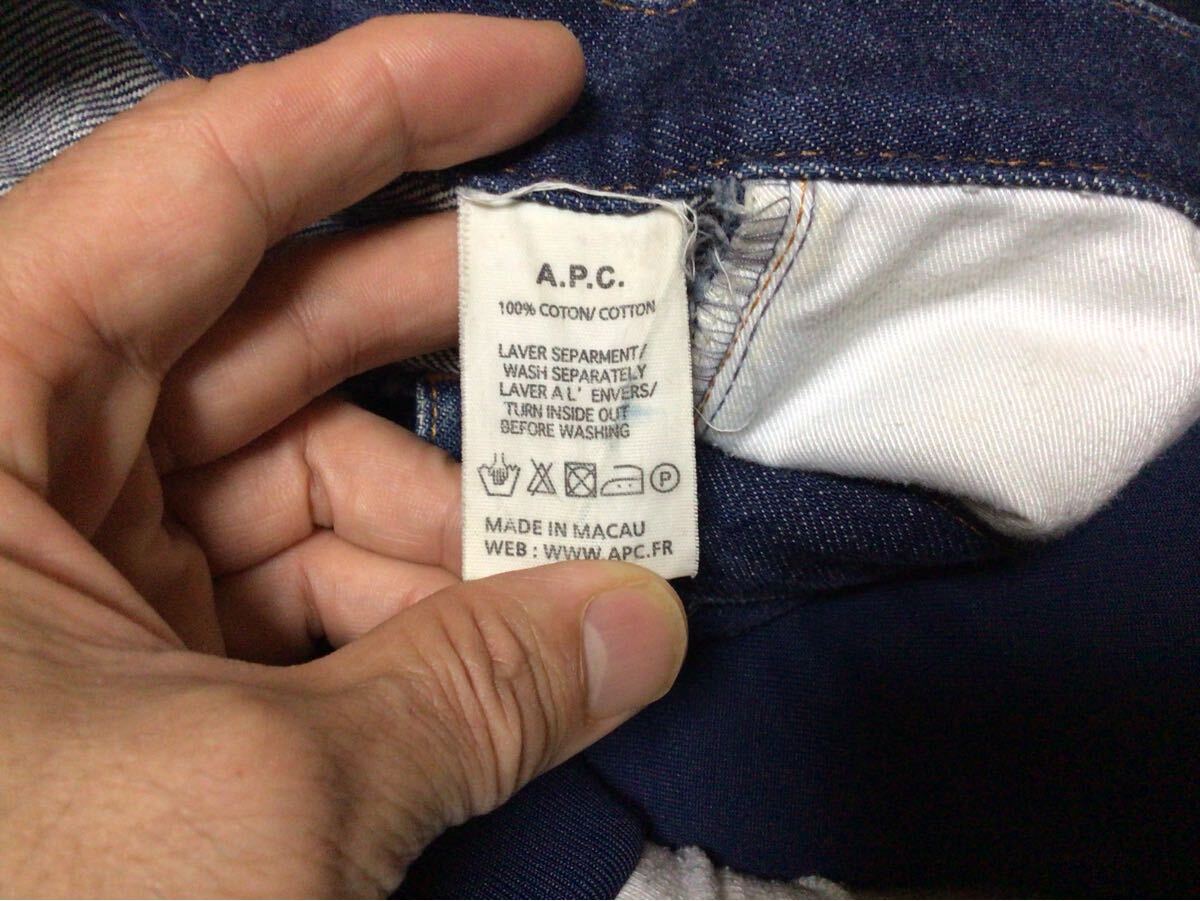 A.P.C.
100% COTON/ COTTON
LAVER SEPARMENT/
WASH SEPARATELY
LAVER A L' ENVERS/
TURN INSIDE OUT
BEFORE WASHING
P
MADE IN MACAU
WEB : WWW.APC.FR